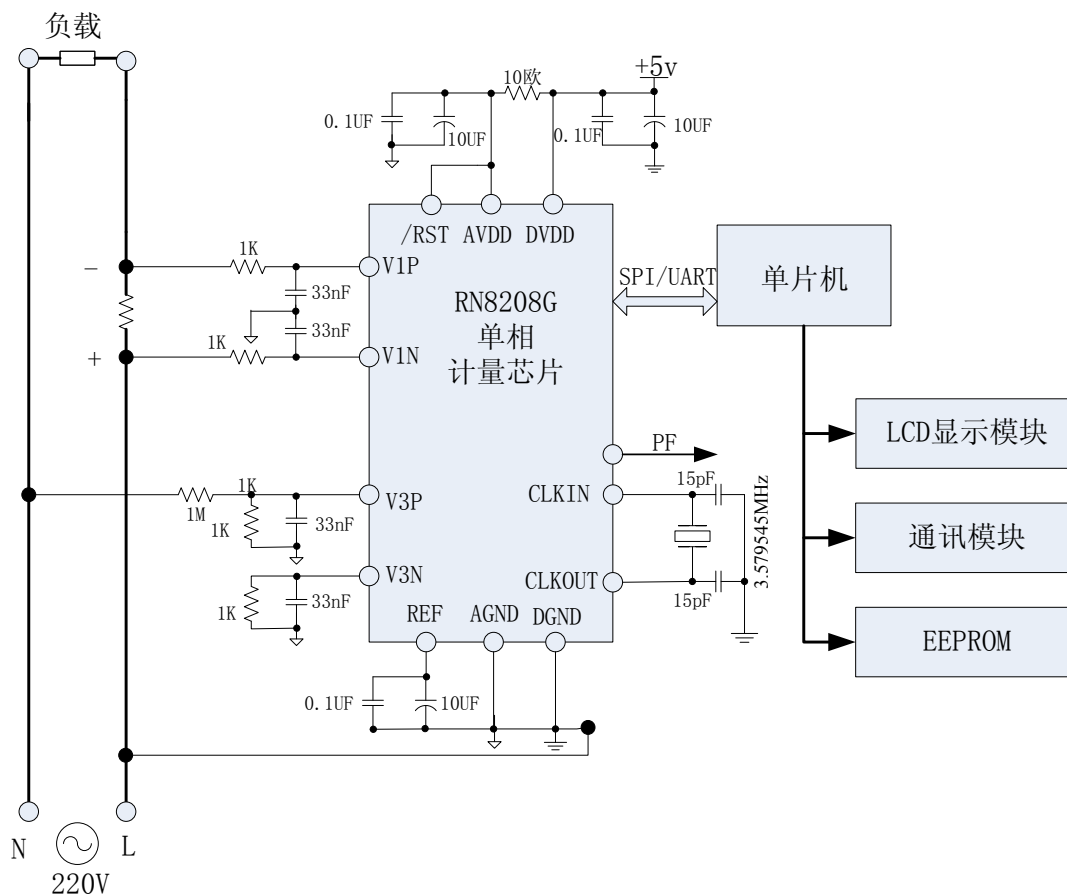 负载
+5v
10欧
0.1UF
10UF
0.1UF
10UF
/RST
AVDD
DVDD
1K
V1P
33nF
33nF
1K
V1N
−
+
RN8208G
单相
计量芯片
SPI/UART
单片机
LCD显示模块
通讯模块
EEPROM
PF
15pF
CLKIN
3.579545MHz
CLKOUT
15pF
1K
1M
1K
33nF
V3P
V3N
1K
33nF
REF
AGND
DGND
0.1UF
10UF
N
L
220V